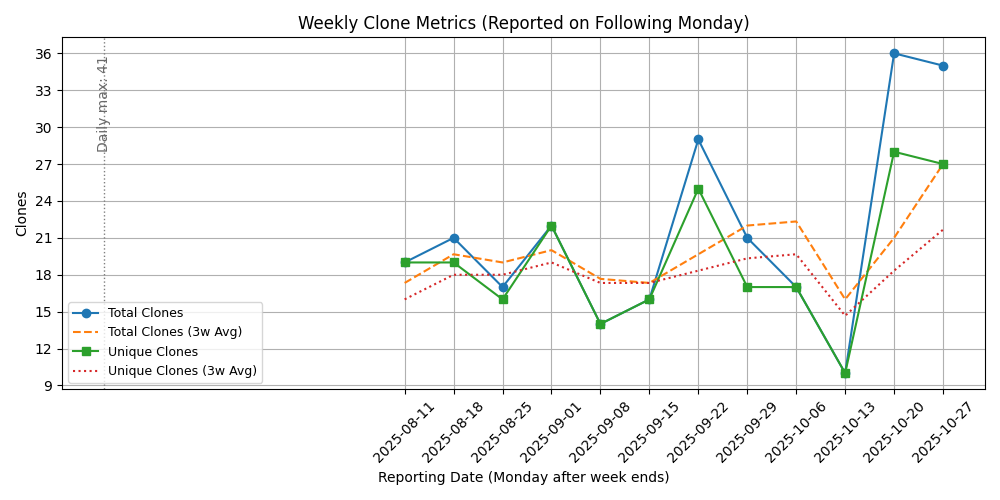 Weekly Clone Metrics (Reported on Following Monday)
Clones
36
33
30
27
24
21
18
15
12
9
Daily max: 41
Total Clones
Total Clones (3w Avg)
Unique Clones
Unique Clones (3w Avg)
2025-08-11
2025-08-18
2025-08-25
2025-09-01
2025-09-08
2025-09-15
2025-09-22
2025-09-29
2025-10-06
2025-10-13
2025-10-20
2025-10-27
Reporting Date (Monday after week ends)